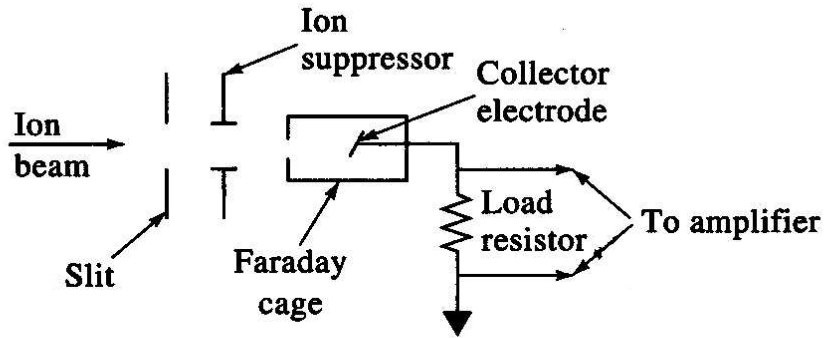 Ion
suppressor
Collector
electrode
Ion
beam
Load
resistor
To amplifier
Slit
Faraday
cage